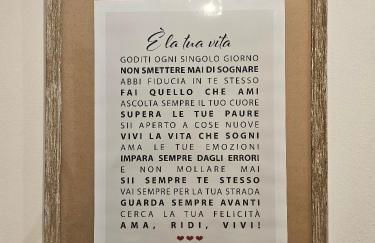 È la tua vita
GODITI OGNI SINGOLO GIORNO
NON SMETTERE MAI DI SOGNARE
ABBI FIDUCIA IN TE STESSO
FAI QUELLO CHE AMI
ASCOLTA SEMPRE IL TUO CUORE
SUPERA LE TUE PAURE
SII APERTO A COSE NUOVE
VIVI LA VITA CHE SOGNI
AMA LE TUE EMOZIONI
IMPARA SEMPRE DAGLI ERRORI
E NON MOLLARE MAI
SII SEMPRE TE STESSO
VAI SEMPRE PER LA TUA STRADA
GUARDA SEMPRE AVANTI
CERCA LA TUA FELICITÀ
AMA, RIDI, VIVI!